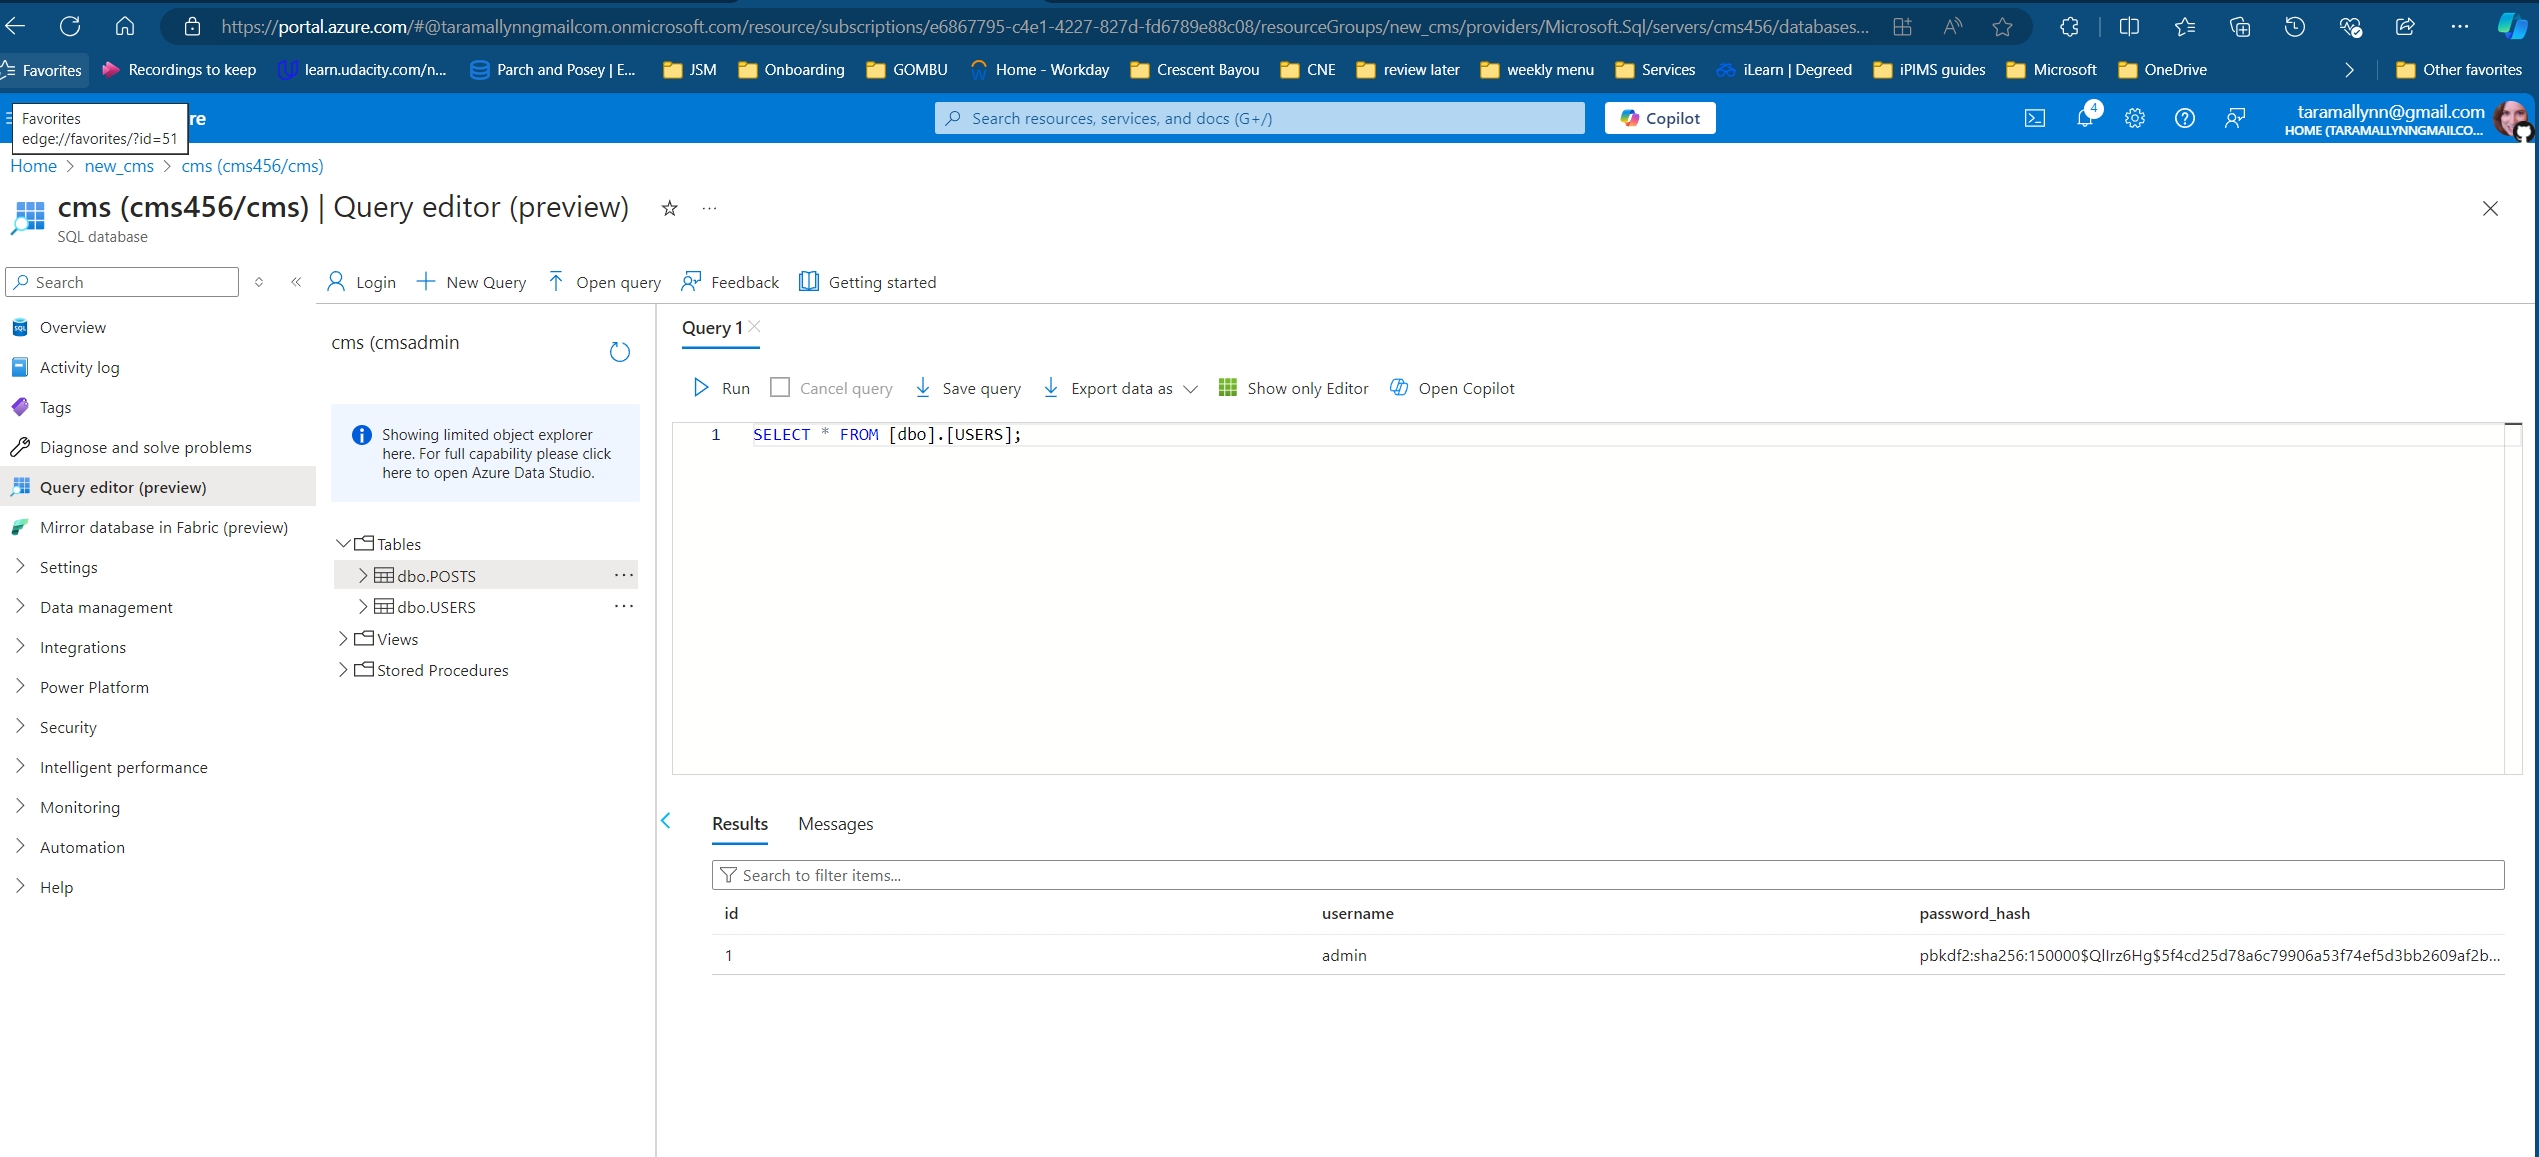 https://portal.azure.com/#@taramallynngmailcom.onmicrosoft.com/resource/subscriptions/e6867795-c4e1-4227-827d-fd6789e88c08/resourceGroups/new_cms/providers/Microsoft.Sql/servers/cms456/databases...
Favorites Recordings to keep learn.udacity.com/n... Parch and Posey | E... JSM Onboarding GOMBU Home - Workday Crescent Bayou CNE review later weekly menu Services iLearn | Degreed iPIMS guides Microsoft OneDrive Other favorites
Favorites
edge://favorites/?id=51
re
Search resources, services, and docs (G+/)
Copilot
4
taramallynn@gmail.com
HOME (TARAMALLYNNGMAILCO...
Home > new_cms > cms (cms456/cms)
cms (cms456/cms) | Query editor (preview)
SQL database
Search
Login New Query Open query Feedback Getting started
Overview
Activity log
Tags
Diagnose and solve problems
Query editor (preview)
Mirror database in Fabric (preview)
Settings
Data management
Integrations
Power Platform
Security
Intelligent performance
Monitoring
Automation
Help
cms (cmsadmin
Showing limited object explorer
here. For full capability please click
here to open Azure Data Studio.
Tables
dbo.POSTS
dbo.USERS
Views
Stored Procedures
Query 1
Run Cancel query Save query Export data as Show only Editor Open Copilot
1 SELECT * FROM [dbo].[USERS];
Results Messages
Search to filter items...
id username password_hash
1 admin pbkdf2:sha256:150000$QlIrz6Hg$5f4cd25d78a6c79906a53f74ef5d3bb2609af2b...